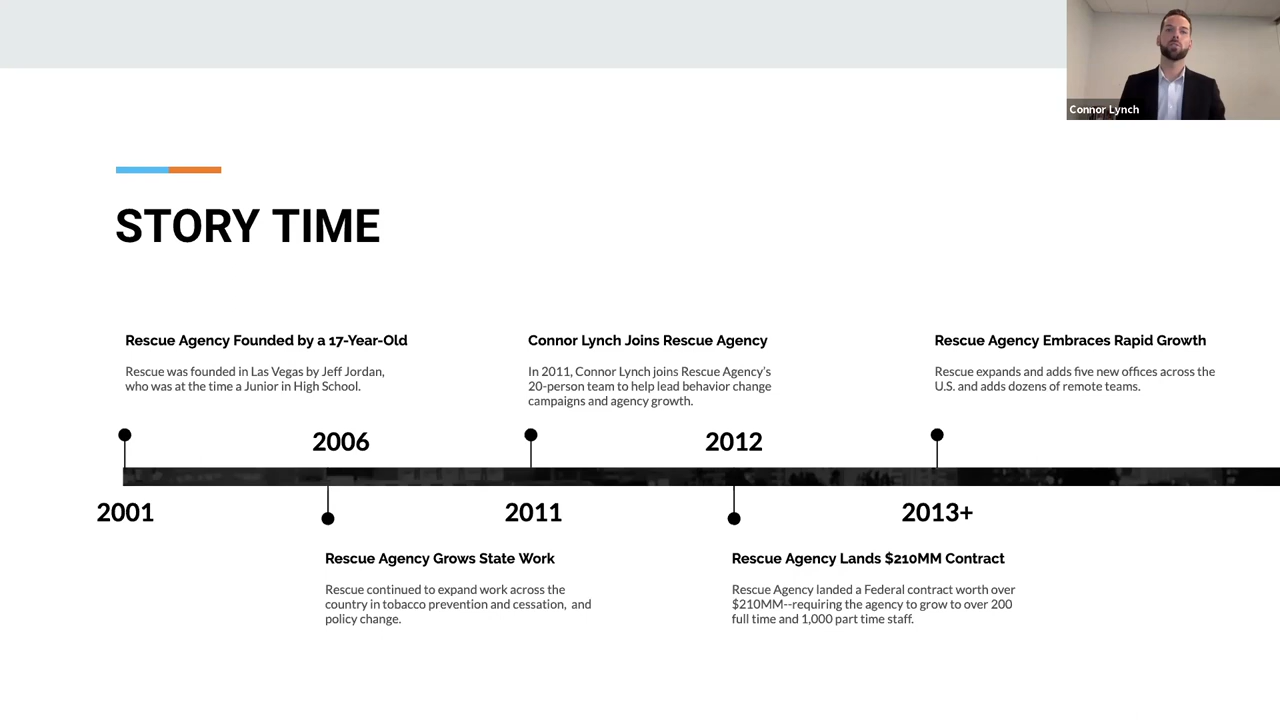 Connor Lynch
STORY TIME
Rescue Agency Founded by a 17-Year-Old
Rescue was founded in Las Vegas by Jeff Jordan,
who was at the time a Junior in High School.
2001
2006
Rescue Agency Grows State Work
Rescue continued to expand work across the
country in tobacco prevention and cessation, and
policy change.
Connor Lynch Joins Rescue Agency
In 2011, Connor Lynch joins Rescue Agency's
20-person team to help lead behavior change
campaigns and agency growth.
2011
2012
Rescue Agency Lands $210MM Contract
Rescue Agency landed a Federal contract worth over
$210MM--requiring the agency to grow to over 200
full time and 1,000 part time staff.
Rescue Agency Embraces Rapid Growth
Rescue expands and adds five new offices across the
U.S. and adds dozens of remote teams.
2013+